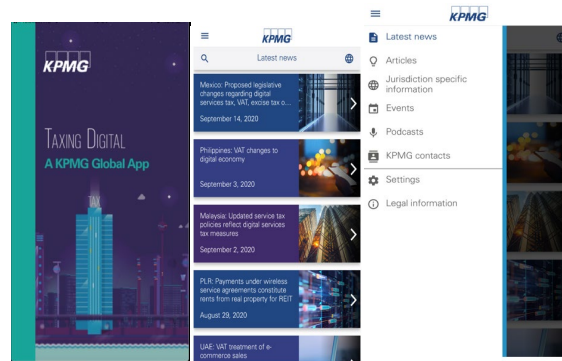 KPMG
TAXING DIGITAL
A KPMG Global App
TAX
KPMG
Latest news
Mexico: Proposed legislative
changes regarding digital
services tax, VAT, excise tax o...
September 14, 2020
Philippines: VAT changes to
digital economy
September 3, 2020
Malaysia: Updated service tax
policies reflect digital services
tax measures
September 2, 2020
PLR: Payments under wireless
service agreements constitute
rents from real property for REIT
August 29, 2020
UAE: VAT treatment of e-
commerce sales
KPMG
Latest news
Articles
Jurisdiction specific
information
Events
Podcasts
KPMG contacts
Settings
Legal information